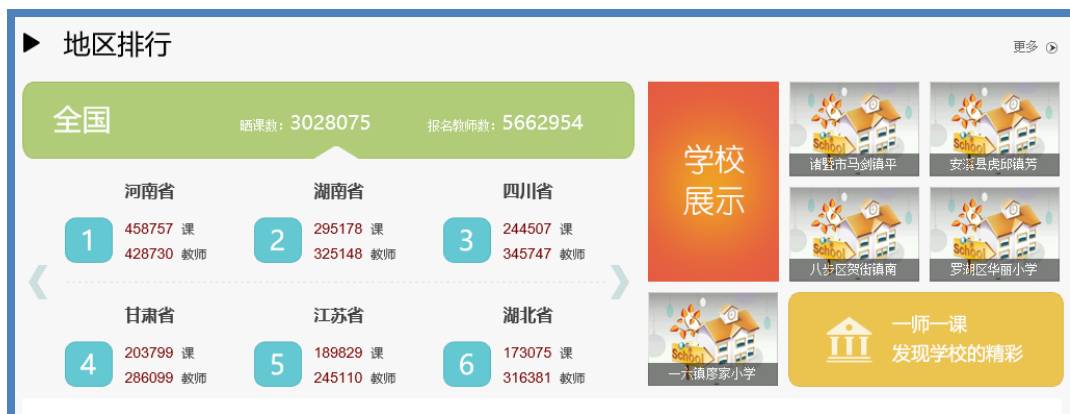 地区排行
更多
全国
晒课数：3028075
报名教师数：5662954
河南省
湖南省
四川省
1
458757 课
428730 教师
2
295178 课
325148 教师
3
244507 课
345747 教师
甘肃省
江苏省
湖北省
4
203799 课
286099 教师
5
189829 课
245110 教师
6
173075 课
316381 教师
学校
展示
School
诸暨市马剑镇平
School
安溪县虎邱镇芳
School
八步区贺街镇南
School
罗湖区华丽小学
School
一六镇廖家小学
一师一课
发现学校的精彩